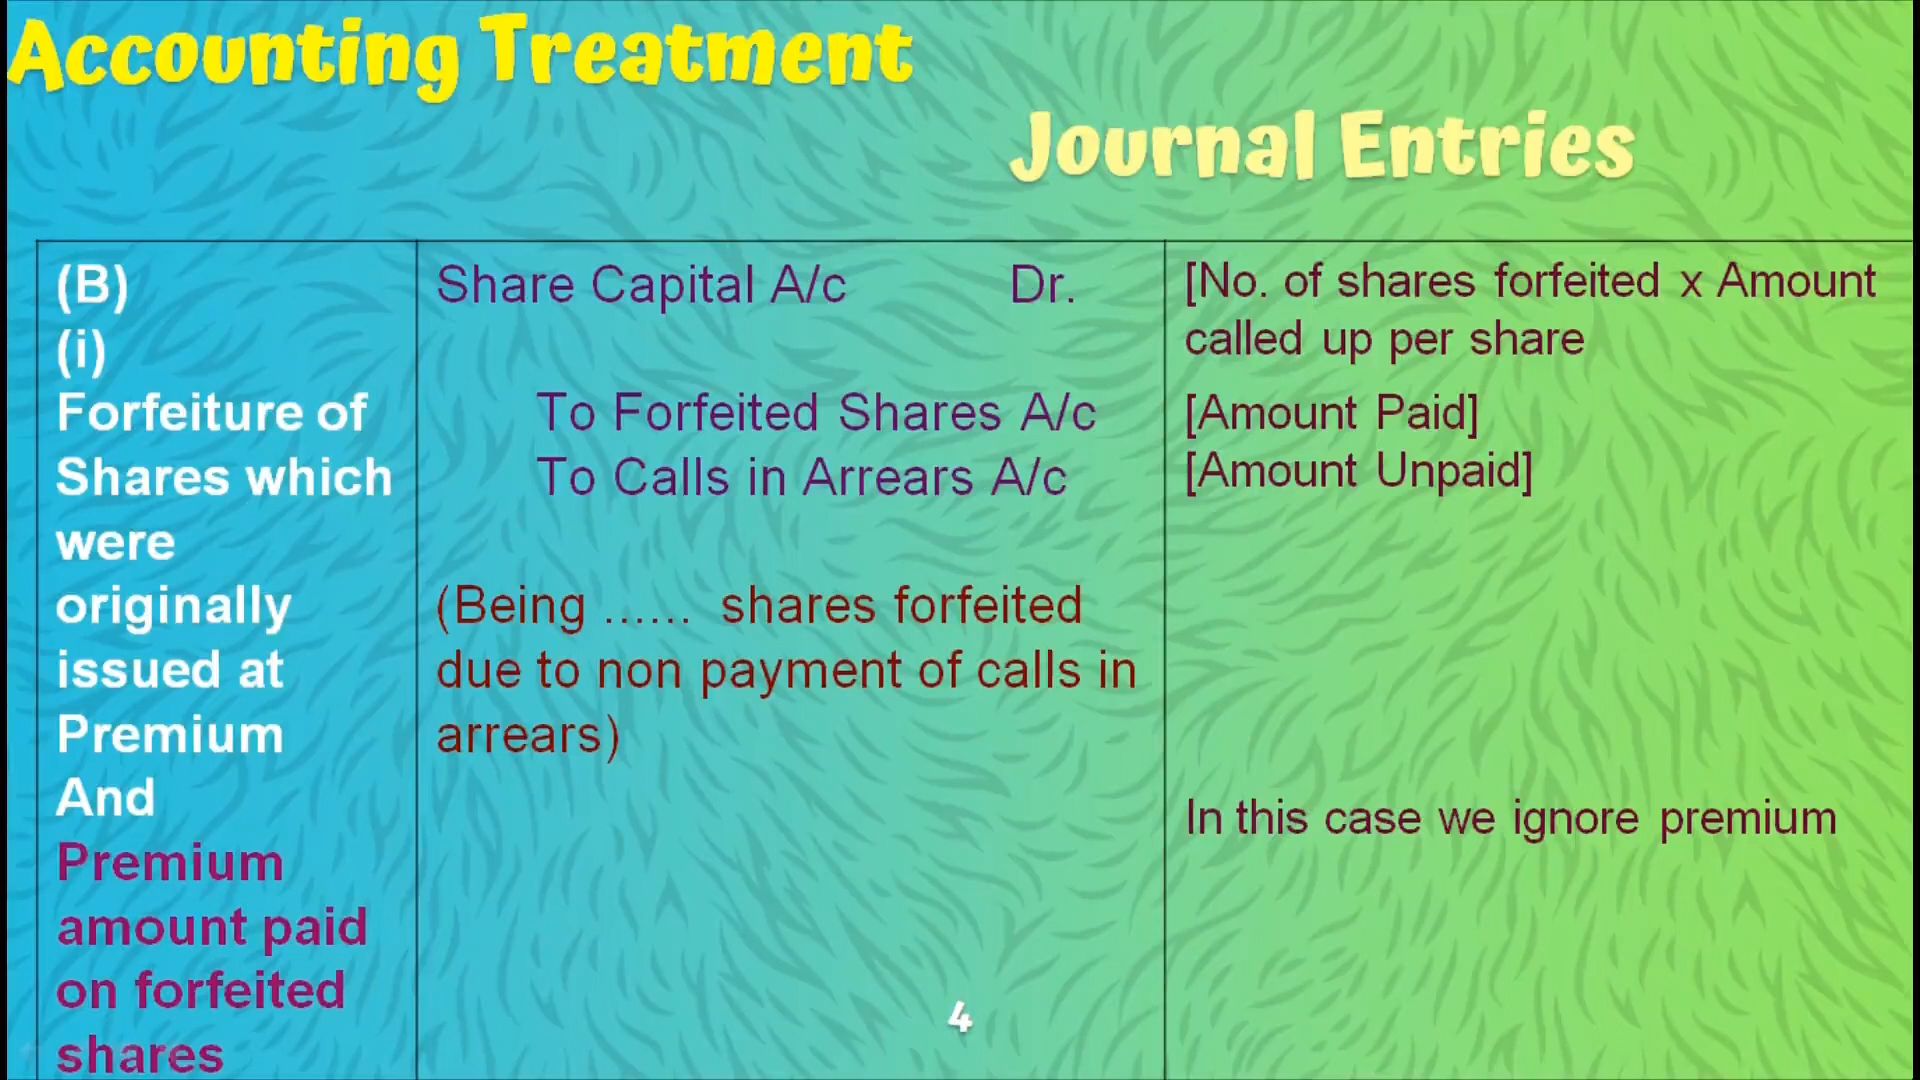 Accounting Treatment
Journal Entries
(B)
(i)
Forfeiture of
Shares which
were
originally
issued at
Premium
And
Premium
amount paid
on forfeited
shares
Share Capital A/c Dr.
To Forfeited Shares A/c
To Calls in Arrears A/c
(Being ...... shares forfeited
due to non payment of calls in
arrears)
[No. of shares forfeited x Amount
called up per share
[Amount Paid]
[Amount Unpaid]
In this case we ignore premium
4